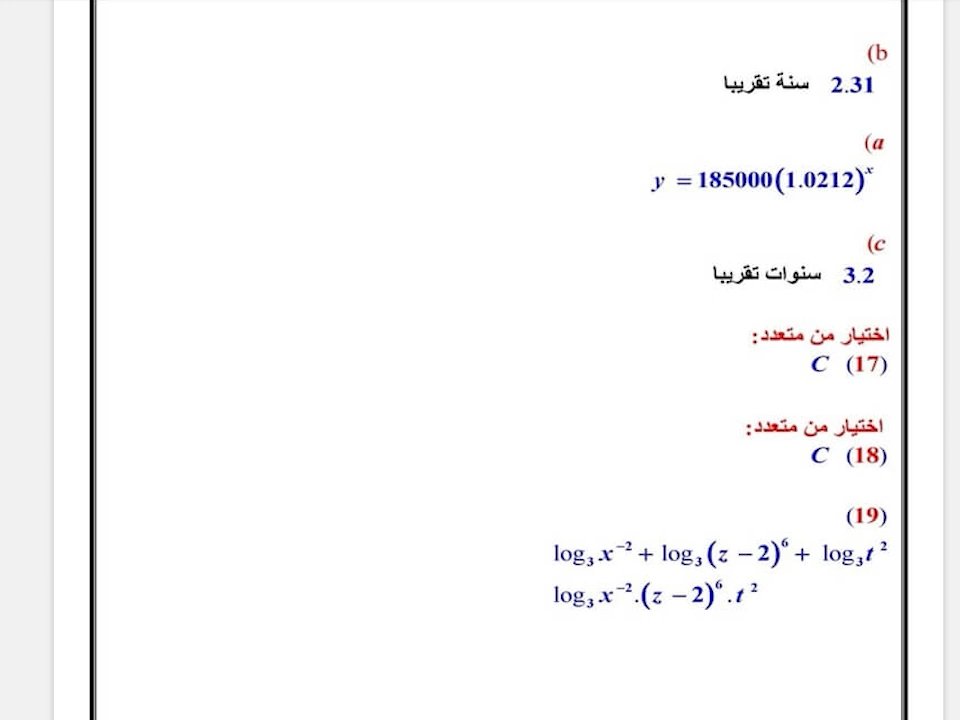 (b
2.31 سنة تقريبا
(a
y = 185000(1.0212)^x
(c
3.2 سنوات تقريبا
اختيار من متعدد:
(17) C
اختيار من متعدد:
(18) C
(19)
log₃ x⁻² + log₃ (z − 2)⁶ + log₃ t²
log₃ x⁻².(z − 2)⁶.t²